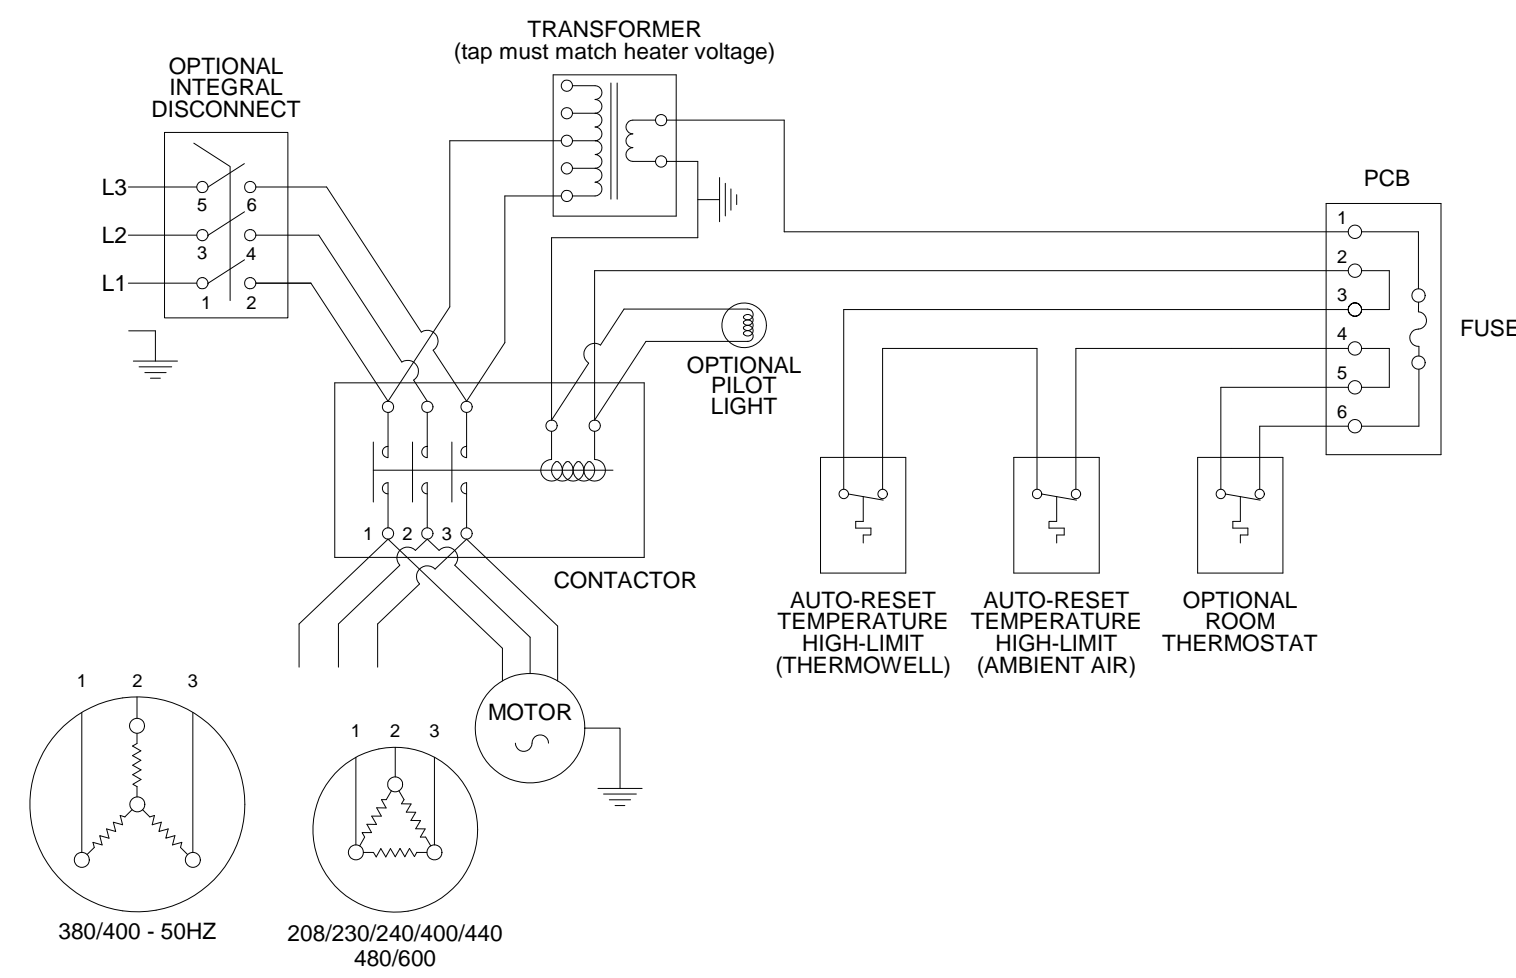 TRANSFORMER
(tap must match heater voltage)
OPTIONAL
INTEGRAL
DISCONNECT
L3
5
6
L2
3
4
L1
1
2
PCB
1
2
3
4
5
6
FUSE
OPTIONAL
PILOT
LIGHT
1
2
3
CONTACTOR
AUTO-RESET
TEMPERATURE
HIGH-LIMIT
(THERMOWELL)
AUTO-RESET
TEMPERATURE
HIGH-LIMIT
(AMBIENT AIR)
OPTIONAL
ROOM
THERMOSTAT
MOTOR
1 2 3
380/400 - 50HZ
1 2 3
208/230/240/400/440
480/600